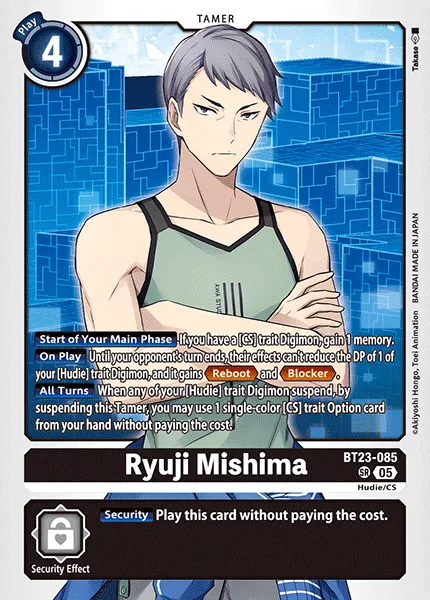 TAMER
Play
4
Takase
Start of Your Main Phase If you have a [CS] trait Digimon, gain 1 memory.
On Play Until your opponent's turn ends, their effects can't reduce the DP of 1 of
your [Hudie] trait Digimon, and it gains Reboot and Blocker.
All Turns When any of your [Hudie] trait Digimon suspend, by
suspending this Tamer, you may use 1 single-color [CS] trait Option card
from your hand without paying the cost.
©Akiyoshi Hongo, Toei Animation BANDAI MADE IN JAPAN
Ryuji Mishima
BT23-085
SR 05
Hudie/CS
Security Play this card without paying the cost.
Security Effect